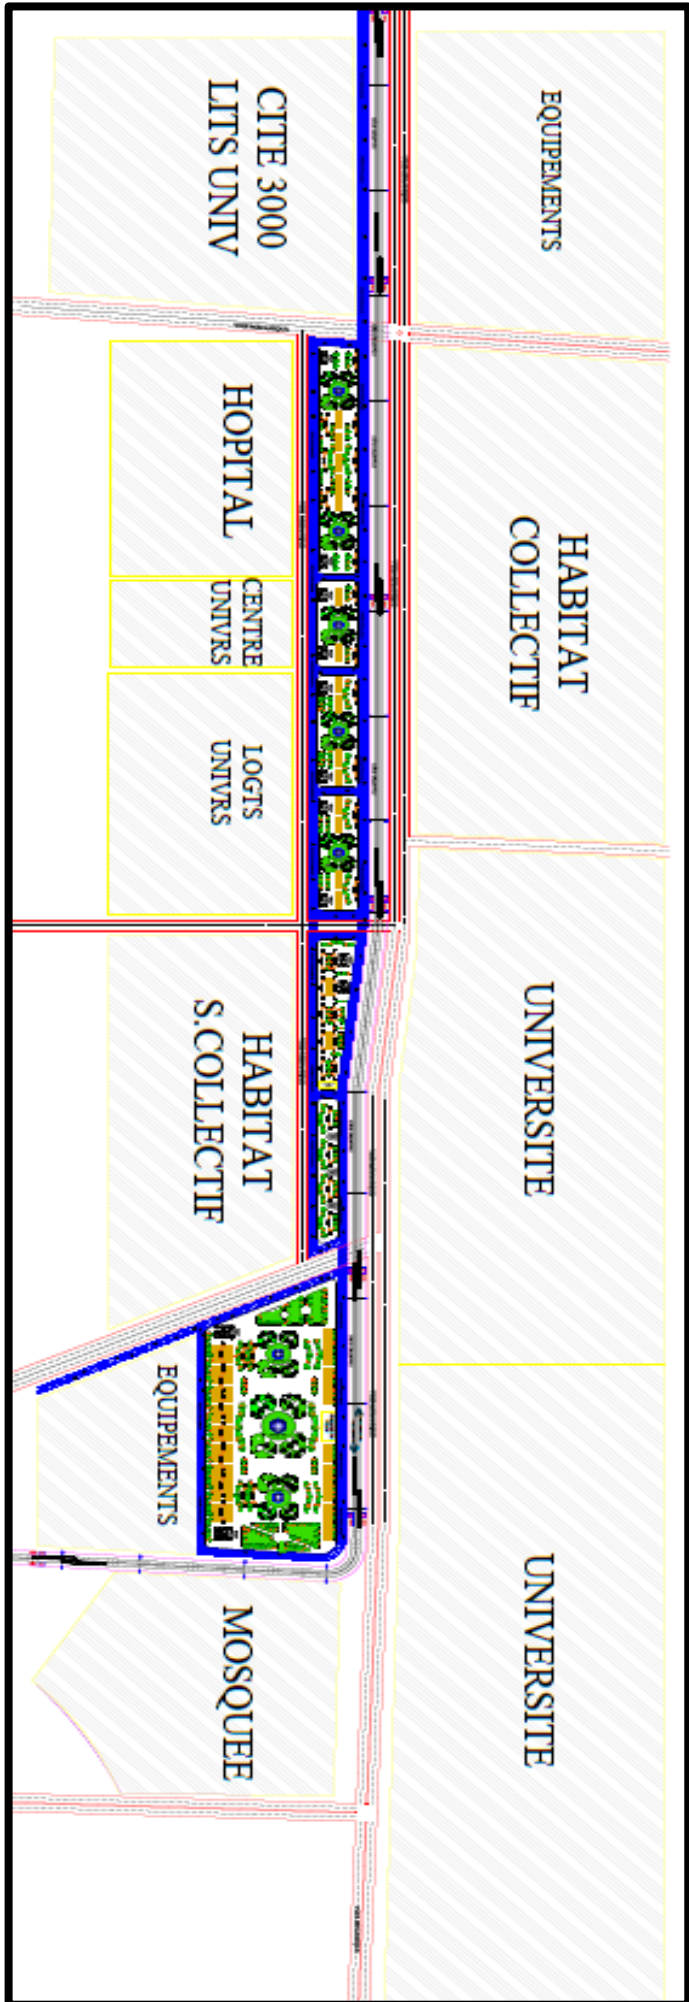 EQUIPEMENTS
CITE 3000
LITS UNIV
HABITAT
COLLECTIF
HOPITAL
CENTRE
UNIVRS
LOGTS
UNIVRS
UNIVERSITE
HABITAT
S.COLLECTIF
EQUIPEMENTS
UNIVERSITE
MOSQUEE